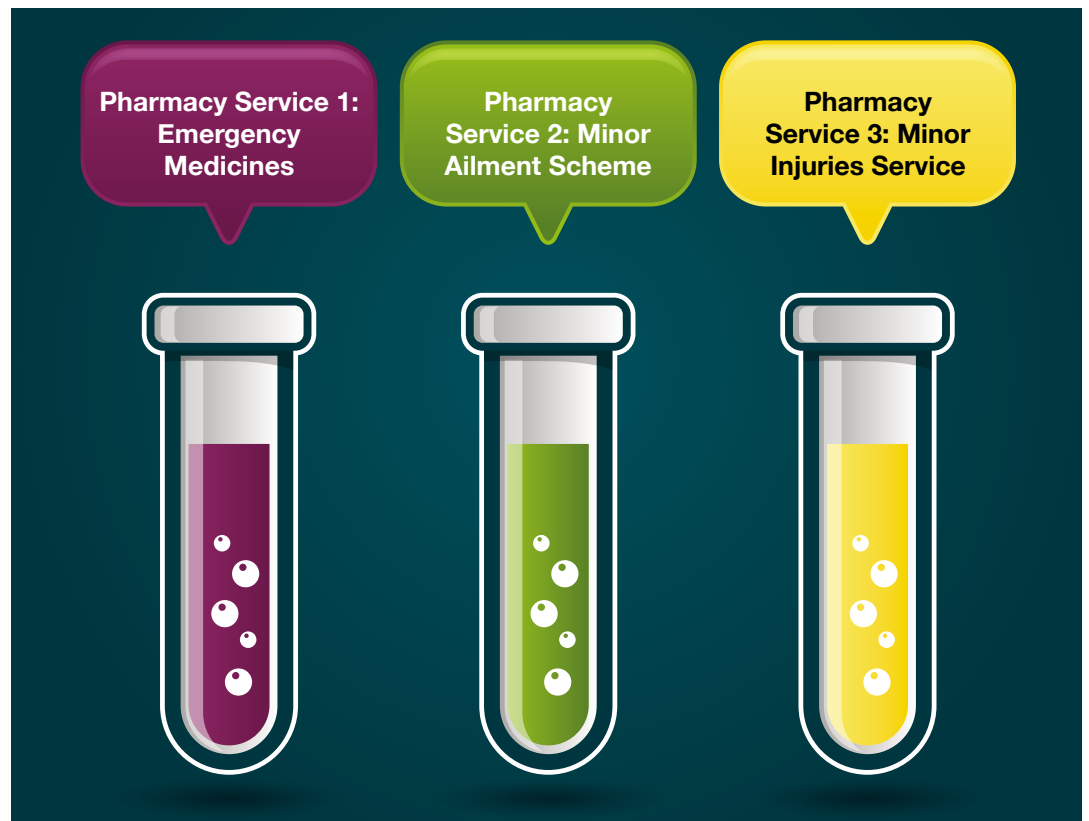 Pharmacy Service 1:
Emergency
Medicines
Pharmacy
Service 2: Minor
Ailment Scheme
Pharmacy
Service 3: Minor
Injuries Service